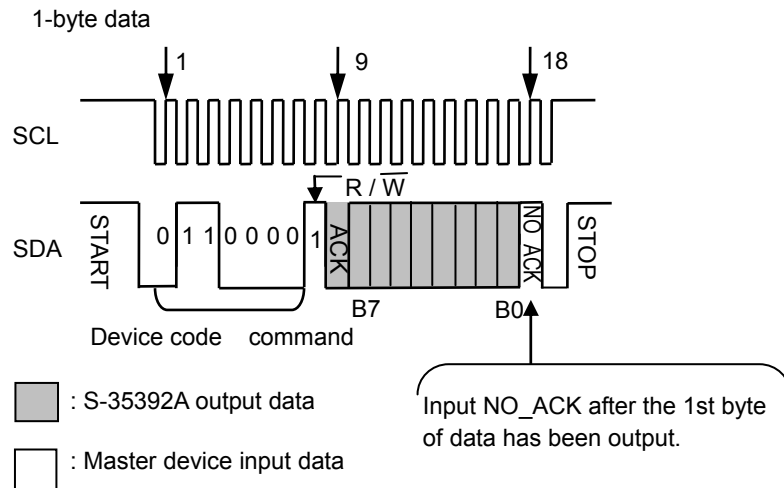 1-byte data
1 9 18
SCL
R / W
SDA START 0 1 1 0 0 0 0 1 ACK NO_ACK STOP
B7 B0
Device code command
: S-35392A output data
: Master device input data
Input NO_ACK after the 1st byte
of data has been output.